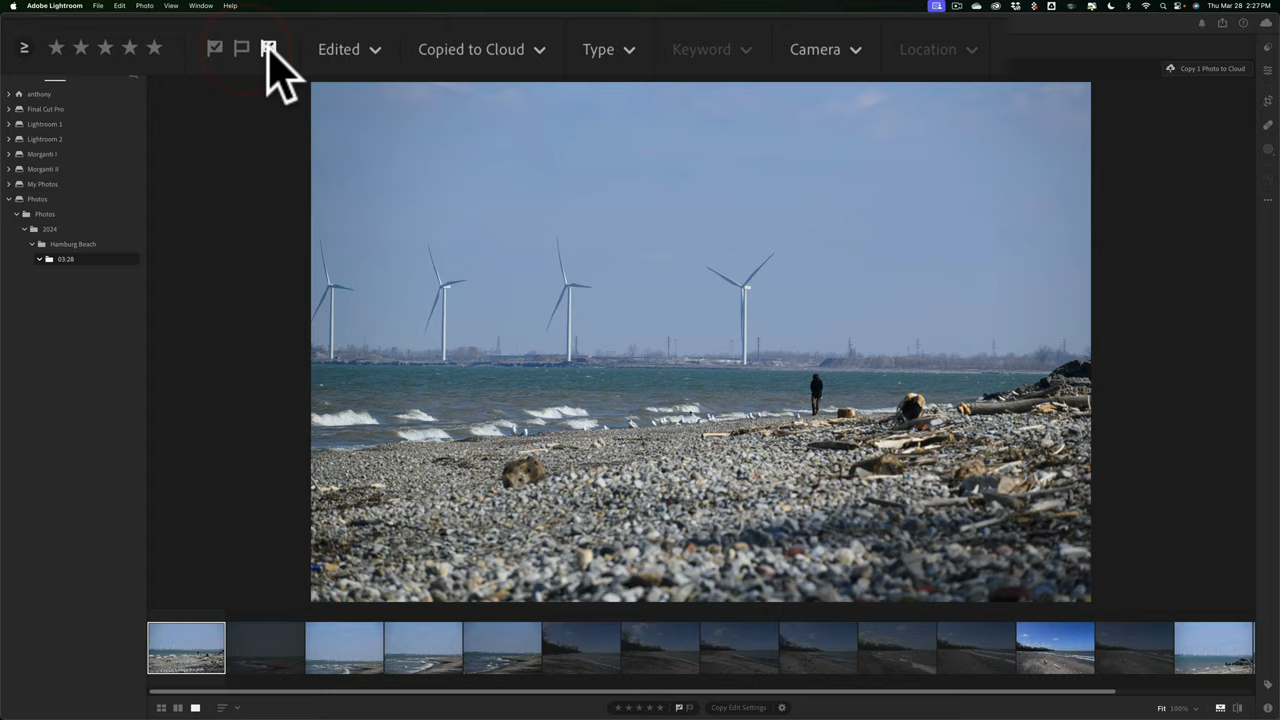 Adobe Lightroom File Edit Photo View Window Help Thu Mar 28 2:27 PM
≥ Edited Copied to Cloud Type Keyword Camera Location
Copy 1 Photo to Cloud
anthony
Final Cut Pro
Lightroom 1
Lightroom 2
Morganti I
Morganti II
My Photos
Photos
Photos
2024
Hamburg Beach
03:28
Copy Edit Settings Fit 100%